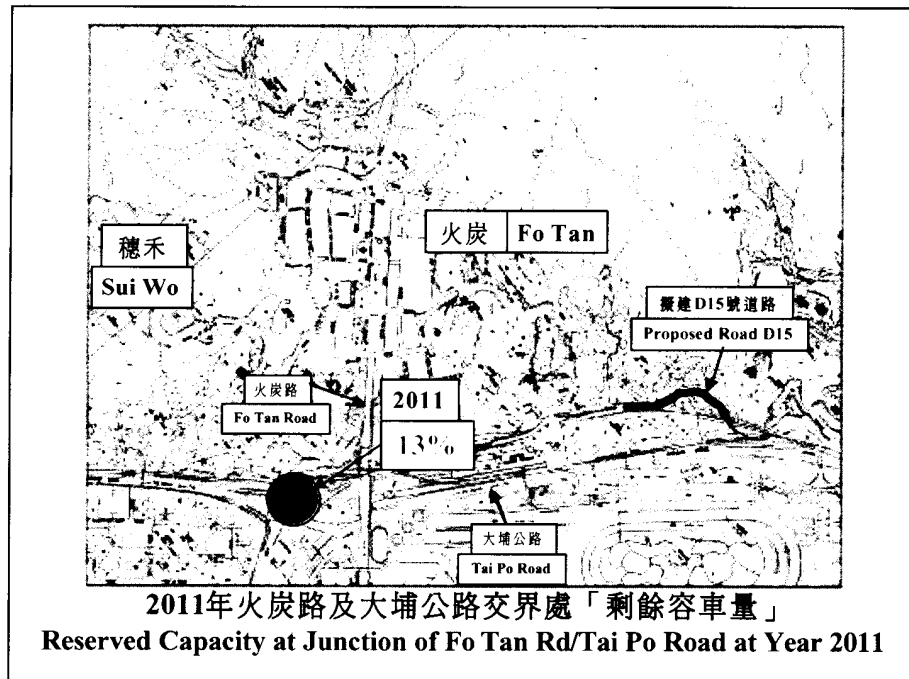 穗禾
Sui Wo
火炭 Fo Tan
擬建D15號道路
Proposed Road D15
火炭路
Fo Tan Road
2011
13%
大埔公路
Tai Po Road
2011年火炭路及大埔公路交界處「剩餘容車量」
Reserved Capacity at Junction of Fo Tan Rd/Tai Po Road at Year 2011